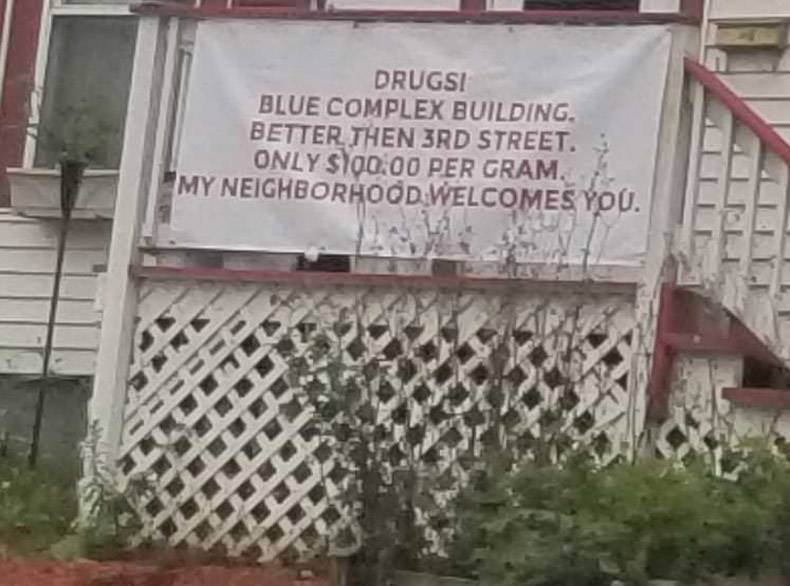 DRUGS!
BLUE COMPLEX BUILDING.
BETTER THEN 3RD STREET.
ONLY $100.00 PER GRAM.
MY NEIGHBORHOOD WELCOMES YOU.